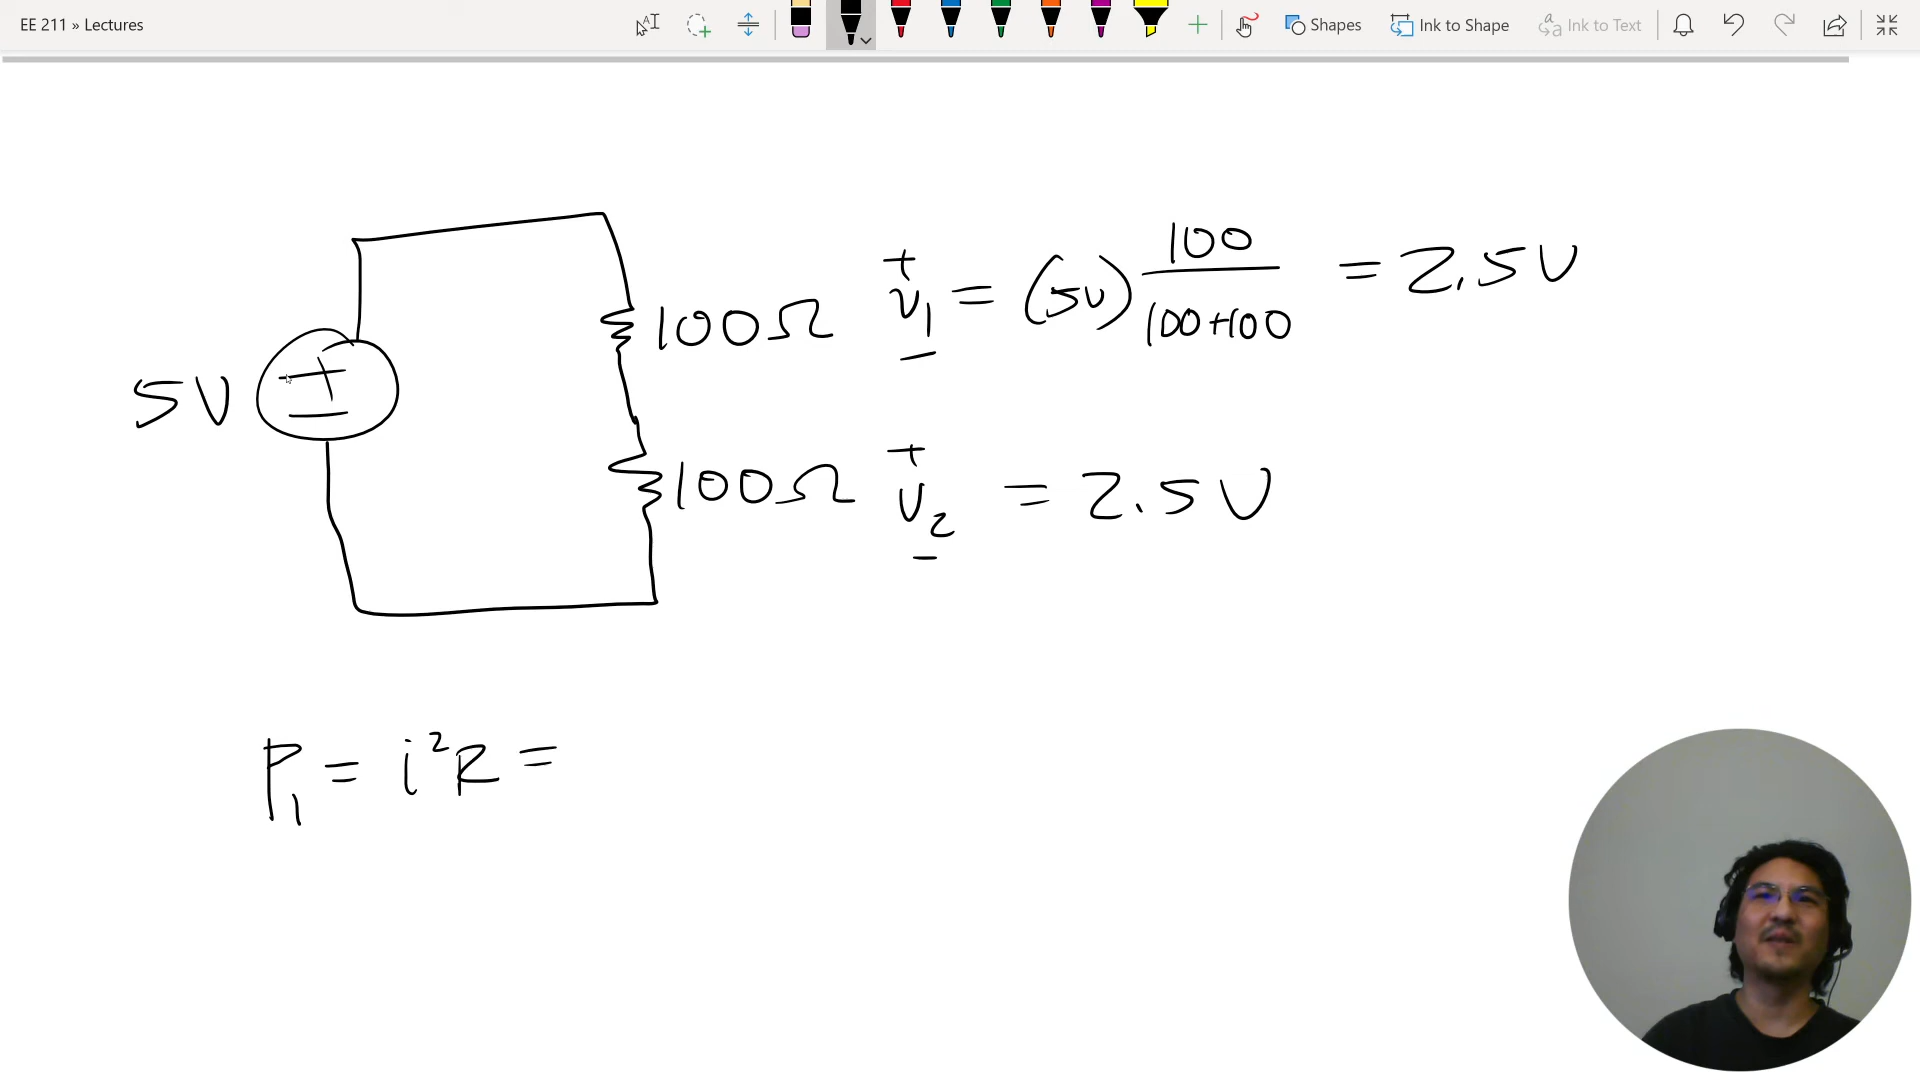 EE 211 » Lectures
Shapes
Ink to Shape
Ink to Text
5V
+
−
100Ω
+
v₁ = (5V) 100 / 100+100 = 2.5V
−
100Ω
+
v₂ = 2.5V
−
P₁ = i²R =